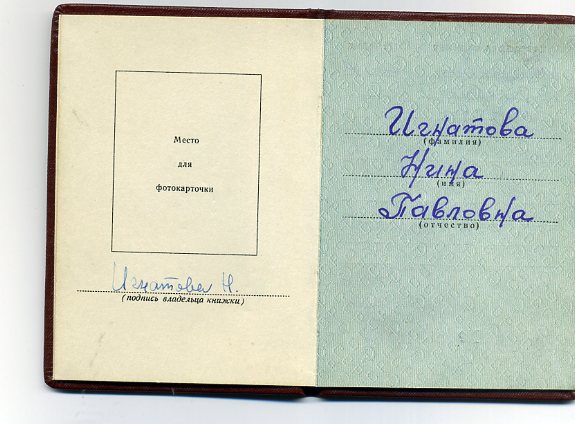 Место
для
фотокарточки
Игнатова Н.
(подпись владельца книжки)
Игнатова
(фамилия)
Нина
(имя)
Павловна
(отчество)